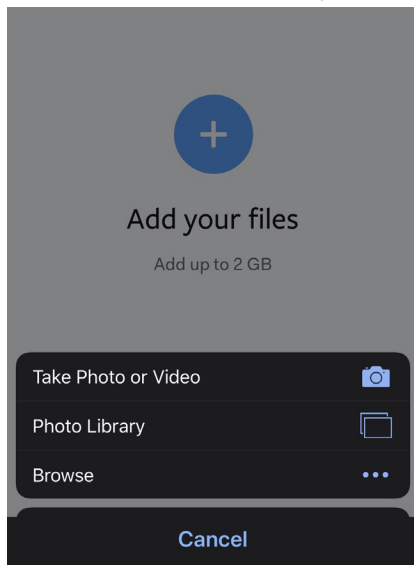 Add your files
Add up to 2 GB
Take Photo or Video
Photo Library
Browse
Cancel